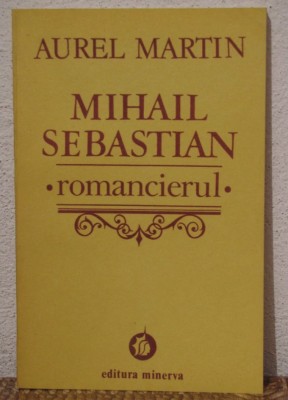 AUREL MARTIN
MIHAIL
SEBASTIAN
• romancierul •
editura minerva